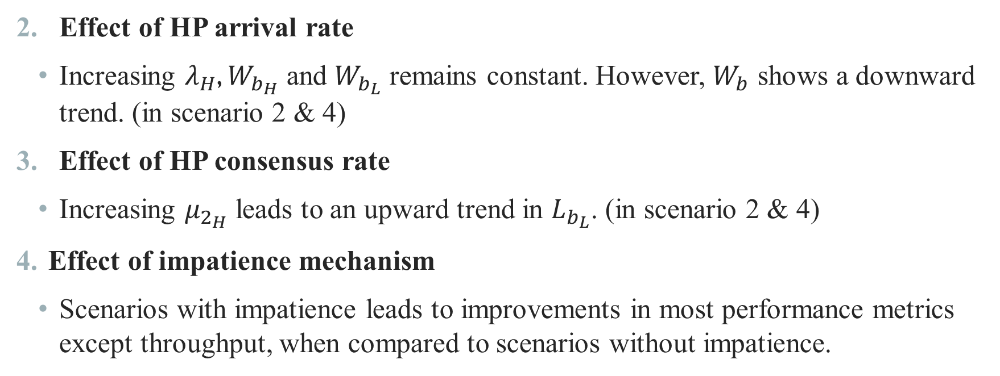 2. Effect of HP arrival rate
• Increasing λ_H, W_{b_H} and W_{b_L} remains constant. However, W_b shows a downward
trend. (in scenario 2 & 4)
3. Effect of HP consensus rate
• Increasing μ_{2_H} leads to an upward trend in L_{b_L}. (in scenario 2 & 4)
4. Effect of impatience mechanism
• Scenarios with impatience leads to improvements in most performance metrics
except throughput, when compared to scenarios without impatience.